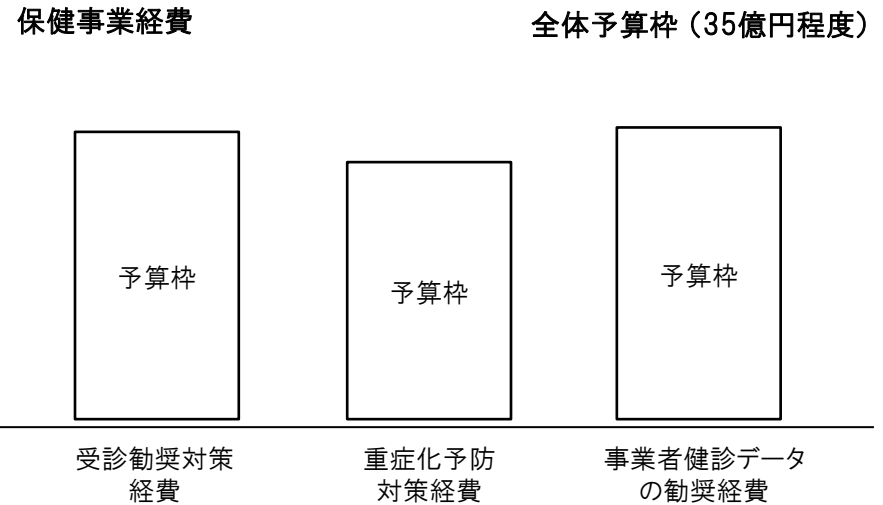 保健事業経費
全体予算枠（35億円程度）
予算枠
予算枠
予算枠
受診勧奨対策
経費
重症化予防
対策経費
事業者健診データ
の勧奨経費